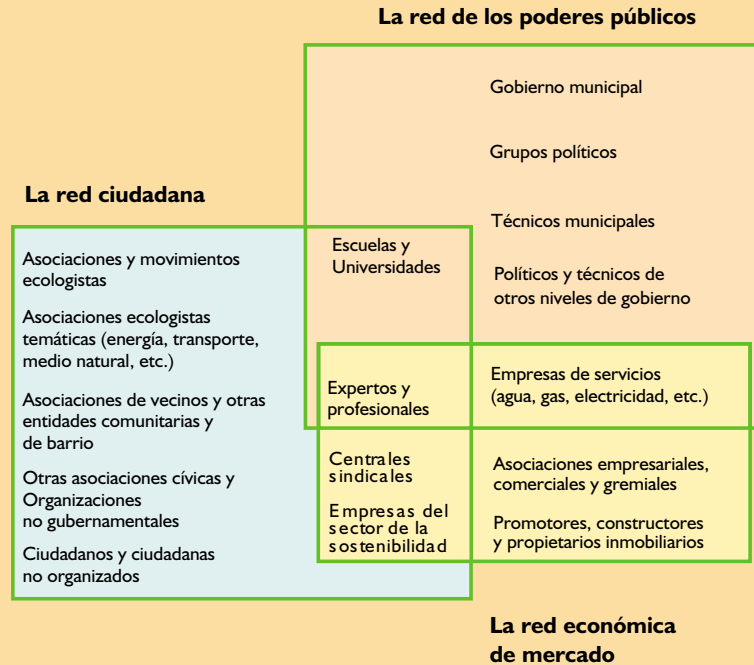 La red de los poderes públicos
Gobierno municipal
Grupos políticos
Técnicos municipales
Políticos y técnicos de
otros niveles de gobierno
La red ciudadana
Asociaciones y movimientos
ecologistas
Asociaciones ecologistas
temáticas (energía, transporte,
medio natural, etc.)
Asociaciones de vecinos y otras
entidades comunitarias y
de barrio
Otras asociaciones cívicas y
Organizaciones
no gubernamentales
Ciudadanos y ciudadanas
no organizados
Escuelas y
Universidades
Expertos y
profesionales
Centrales
sindicales
Empresas del
sector de la
sostenibilidad
Empresas de servicios
(agua, gas, electricidad, etc.)
Asociaciones empresariales,
comerciales y gremiales
Promotores, constructores
y propietarios inmobiliarios
La red económica
de mercado